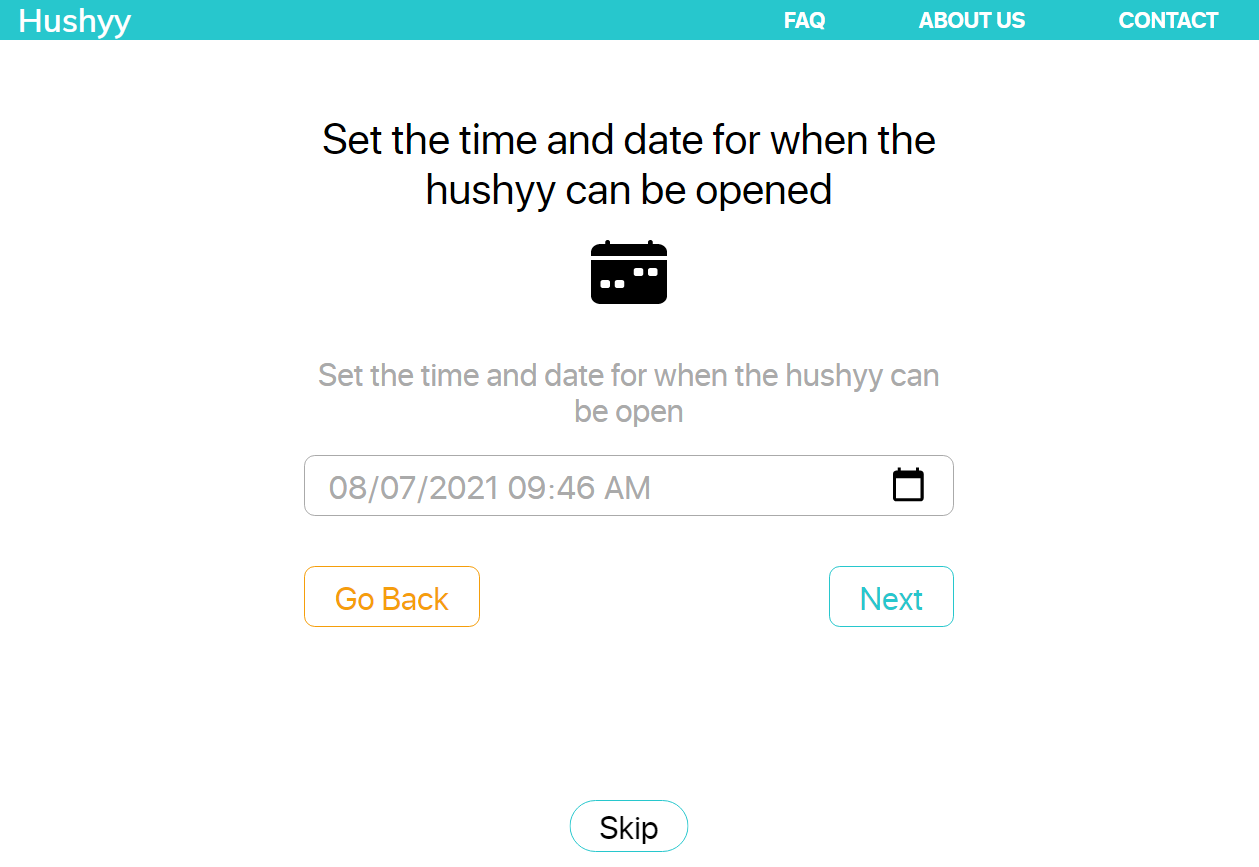 Hushyy
FAQ
ABOUT US
CONTACT
Set the time and date for when the
hushyy can be opened
Set the time and date for when the hushyy can
be open
08/07/2021 09:46 AM
Go Back
Next
Skip